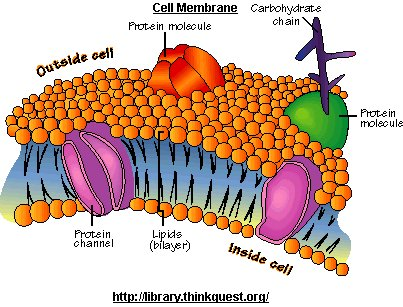 Cell Membrane
Carbohydrate
chain
Protein molecule
Outside cell
Protein
molecule
Protein
channel
Lipids
(bilayer)
Inside cell
http://library.thinkquest.org/